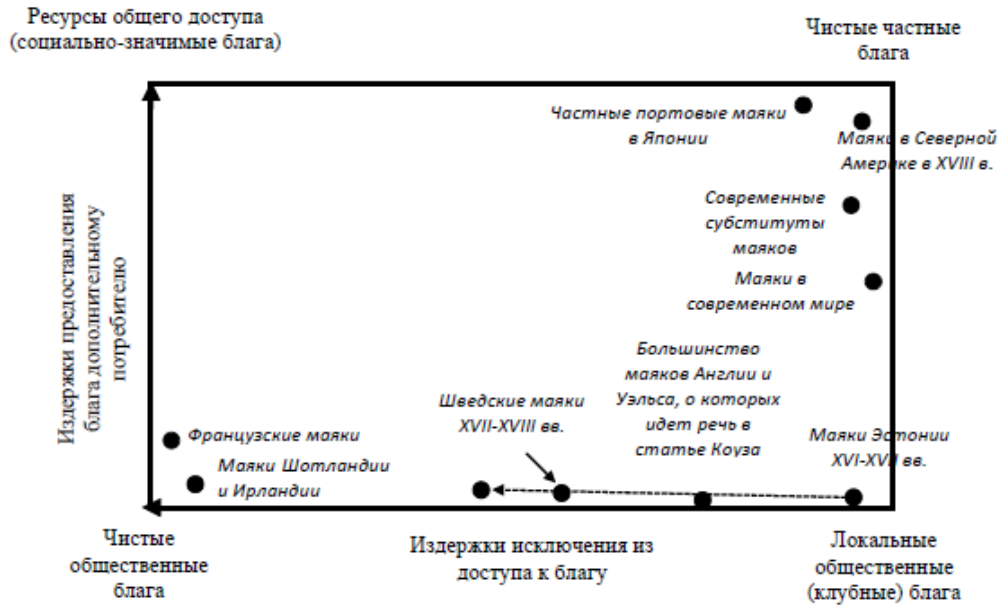 Ресурсы общего доступа
(социально-значимые блага)
Чистые частные
блага
Частные портовые маяки
в Японии
Маяки в Северной
Америке в XVIII в.
Современные
субституты
маяков
Маяки в
современном мире
Издержки предоставления
блага дополнительному
потребителю
Большинство
маяков Англии и
Уэльса, о которых
идет речь в
статье Коуза
Шведские маяки
XVII-XVIII вв.
Маяки Эстонии
XVI-XVII вв.
Французские маяки
Маяки Шотландии
и Ирландии
Чистые
общественные
блага
Издержки исключения из
доступа к благу
Локальные
общественные
(клубные) блага